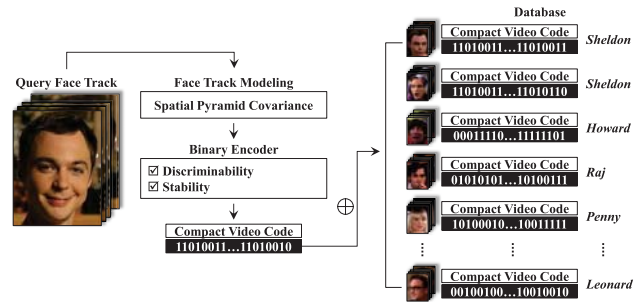 Database
Query Face Track
Face Track Modeling
Spatial Pyramid Covariance
Binary Encoder
Discriminability
Stability
Compact Video Code
11010011...11010010
Compact Video Code
11010011...11010011
Sheldon
Compact Video Code
11010011...11010110
Sheldon
Compact Video Code
00011110...11111101
Howard
Compact Video Code
01010101...10100111
Raj
Compact Video Code
10100010...10011111
Penny
Compact Video Code
00100100...10010010
Leonard